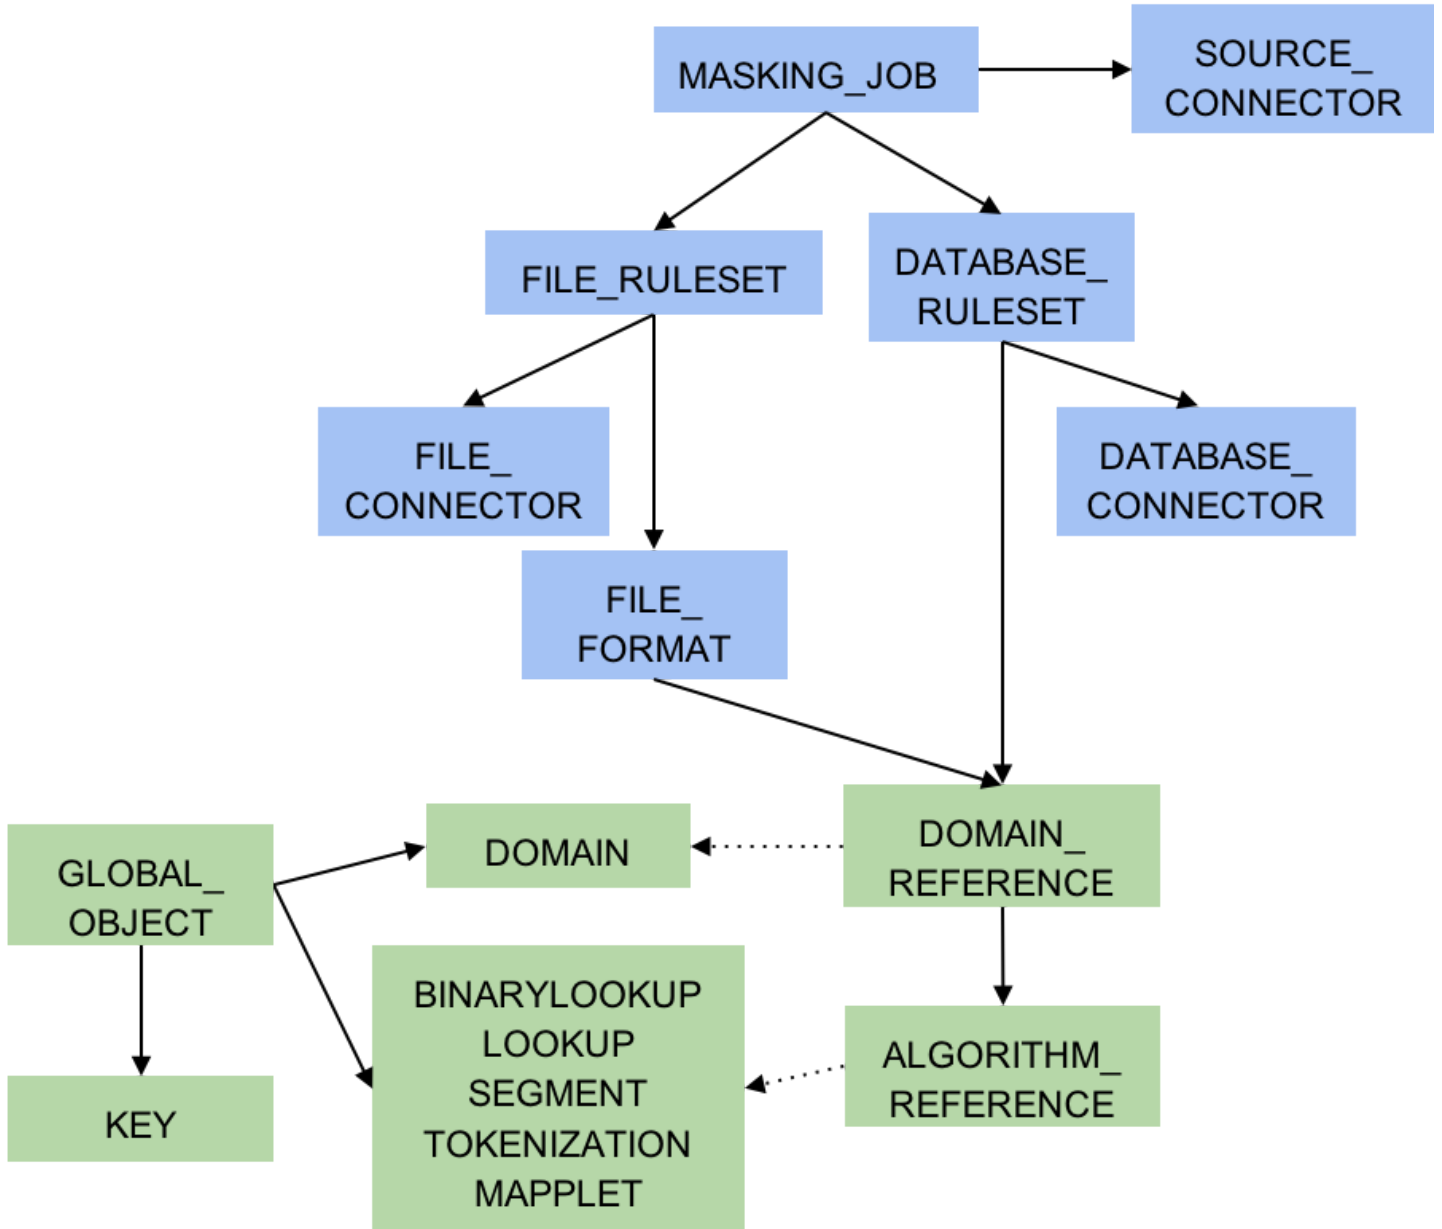 MASKING_JOB
SOURCE_
CONNECTOR
FILE_RULESET
DATABASE_
RULESET
FILE_
CONNECTOR
DATABASE_
CONNECTOR
FILE_
FORMAT
GLOBAL_
OBJECT
DOMAIN
DOMAIN_
REFERENCE
KEY
BINARYLOOKUP
LOOKUP
SEGMENT
TOKENIZATION
MAPPLET
ALGORITHM_
REFERENCE